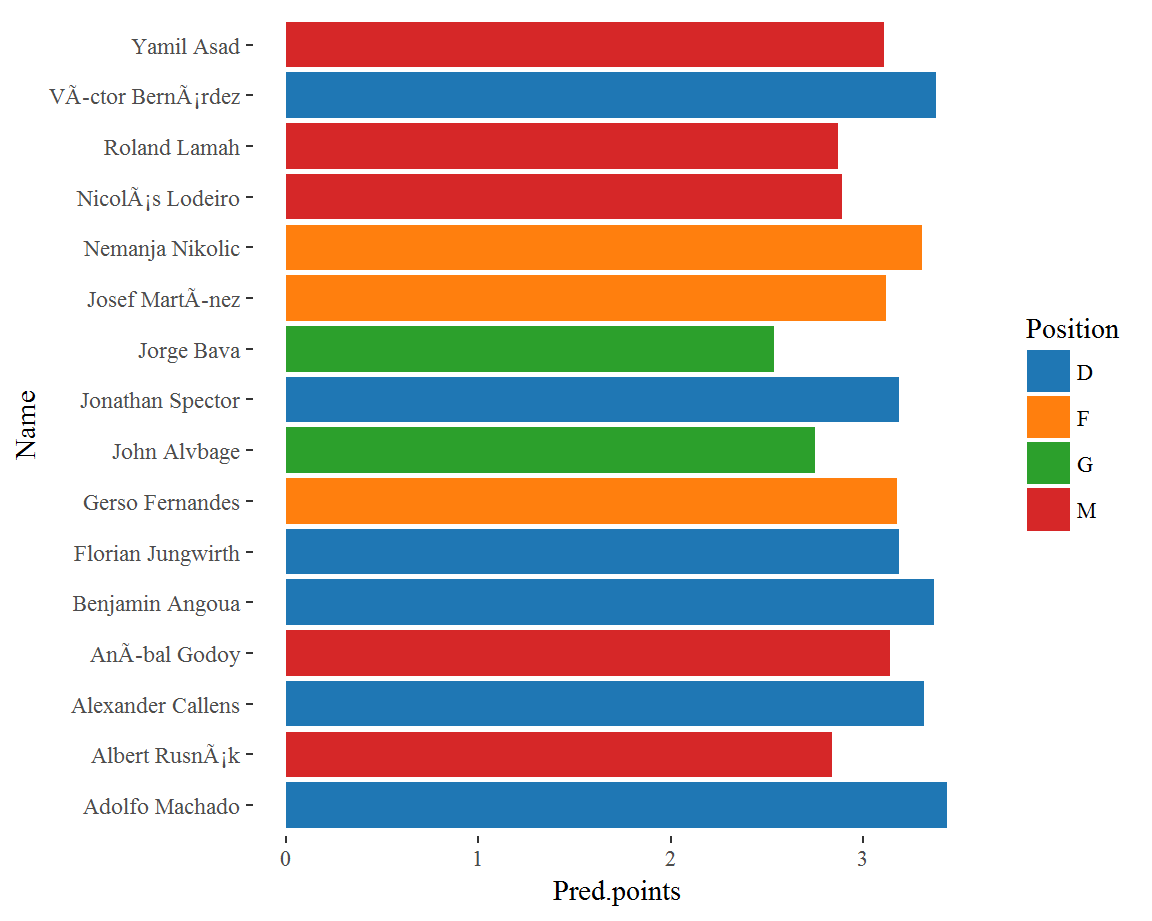 Yamil Asad
VÃ-ctor BernÃ¡rdez
Roland Lamah
NicolÃ¡s Lodeiro
Nemanja Nikolic
Josef MartÃ-nez
Jorge Bava
Jonathan Spector
John Alvbage
Gerso Fernandes
Florian Jungwirth
Benjamin Angoua
AnÃ-bal Godoy
Alexander Callens
Albert RusnÃ¡k
Adolfo Machado
Name
0 1 2 3
Pred.points
Position
D
F
G
M